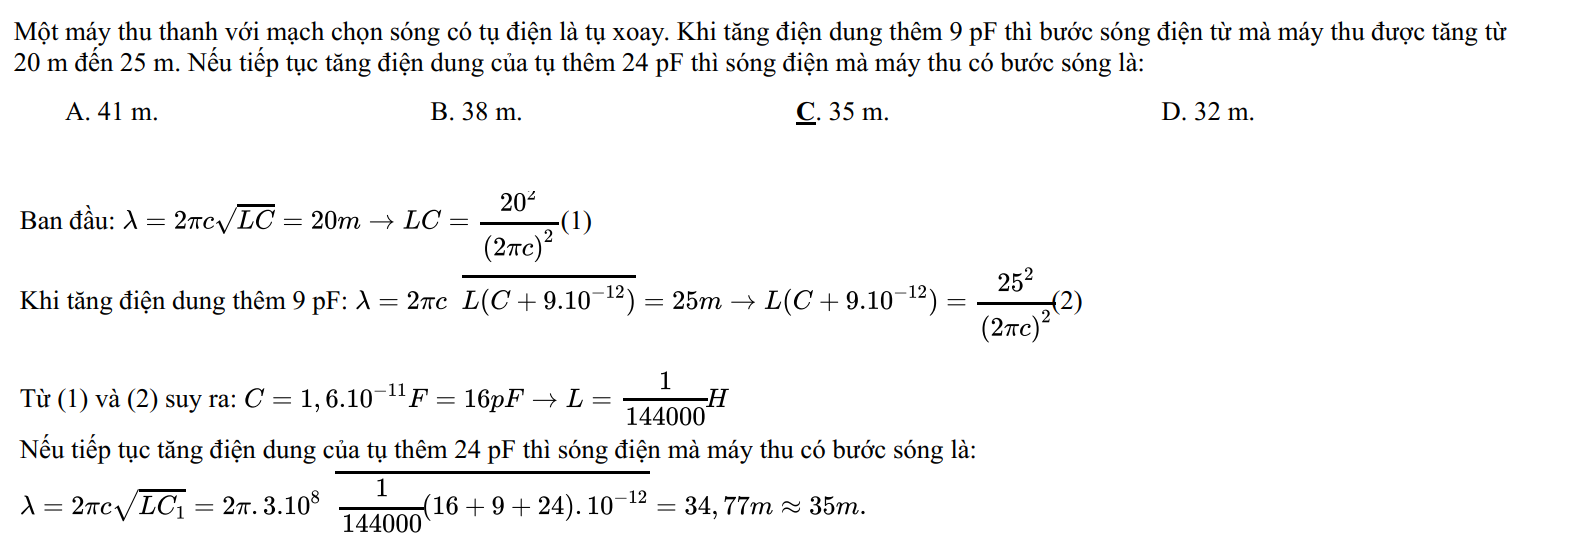 Một máy thu thanh với mạch chọn sóng có tụ điện là tụ xoay. Khi tăng điện dung thêm 9 pF thì bước sóng điện từ mà máy thu được tăng từ
20 m đến 25 m. Nếu tiếp tục tăng điện dung của tụ thêm 24 pF thì sóng điện mà máy thu có bước sóng là:
A. 41 m. B. 38 m. C. 35 m. D. 32 m.
Ban đầu: $\lambda = 2\pi c\sqrt{LC} = 20m \rightarrow LC = \frac{20^2}{(2\pi c)^2}$(1)
Khi tăng điện dung thêm 9 pF: $\lambda = 2\pi c\ \overline{L(C + 9.10^{-12})} = 25m \rightarrow L(C + 9.10^{-12}) = \frac{25^2}{(2\pi c)^2}$(2)
Từ (1) và (2) suy ra: $C = 1,6.10^{-11}F = 16pF \rightarrow L = \frac{1}{144000}H$
Nếu tiếp tục tăng điện dung của tụ thêm 24 pF thì sóng điện mà máy thu có bước sóng là:
$\lambda = 2\pi c\sqrt{LC_1} = 2\pi.3.10^8\ \overline{\frac{1}{144000}(16 + 9 + 24).10^{-12}} = 34,77m \approx 35m.$